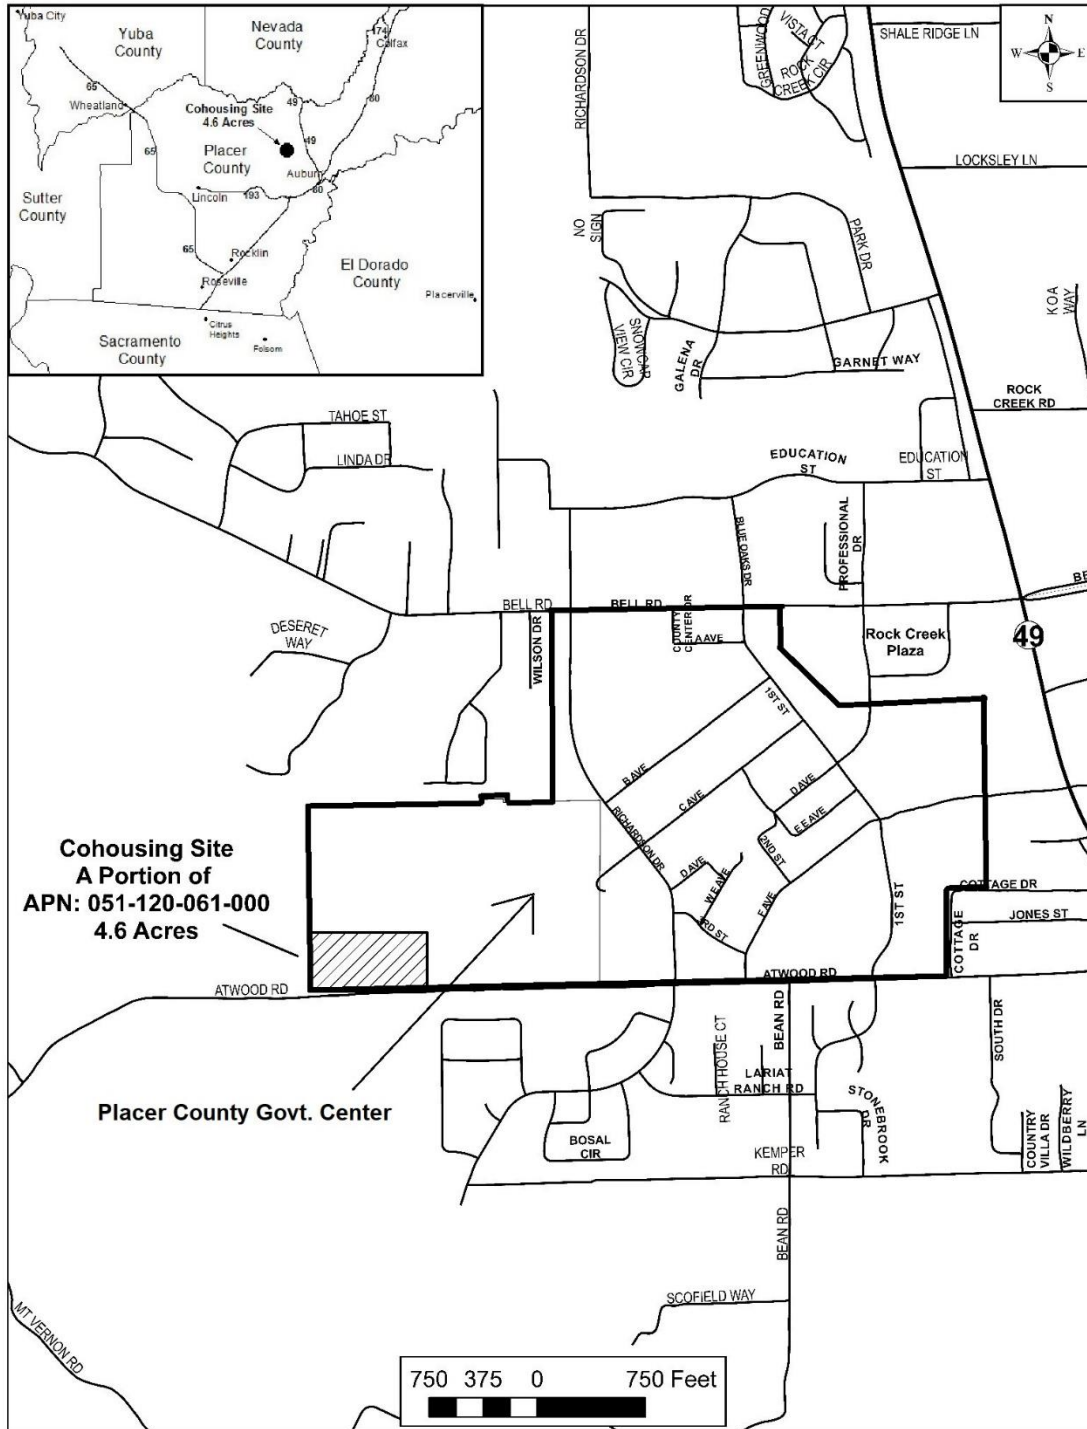 Yuba City
Yuba
County
Nevada
County
174
Colfax
65
Wheatland
49
80
Cohousing Site
4.6 Acres
49
65
Placer
County
Auburn
80
Lincoln
193
Sutter
County
65
Rocklin
Roseville
El Dorado
County
Placerville
Citrus
Heights
Folsom
Sacramento
County
N
W
E
S
RICHARDSON DR
GREENWOOD
VISTA CT
ROCK
CREEK CIR
SHALE RIDGE LN
LOCKSLEY LN
NO
SIGN
PARK DR
KOA
WAY
SNOWCAP
VIEW CIR
GALENA
DR
GARNET WAY
ROCK
CREEK RD
TAHOE ST
LINDA DR
EDUCATION
ST
EDUCATION
ST
BLUE OAKS DR
PROFESSIONAL
DR
BELL RD
BELL RD
BE
DESERET
WAY
WILSON DR
COUNTY
CENTER DR
A AVE
Rock Creek
Plaza
49
1ST ST
B AVE
C AVE
D AVE
E E AVE
RICHARDSON DR
2ND ST
D AVE
W E AVE
F AVE
3RD ST
1ST ST
COTTAGE DR
COTTAGE
DR
JONES ST
Cohousing Site
A Portion of
APN: 051-120-061-000
4.6 Acres
ATWOOD RD
ATWOOD RD
BEAN RD
SOUTH DR
RANCH HOUSE CT
LARIAT
RANCH RD
STONEBROOK
DR
Placer County Govt. Center
BOSAL
CIR
KEMPER
RD
COUNTRY
VILLA DR
WILDBERRY
LN
BEAN RD
SCOFIELD WAY
MT VERNON RD
750 375 0 750 Feet